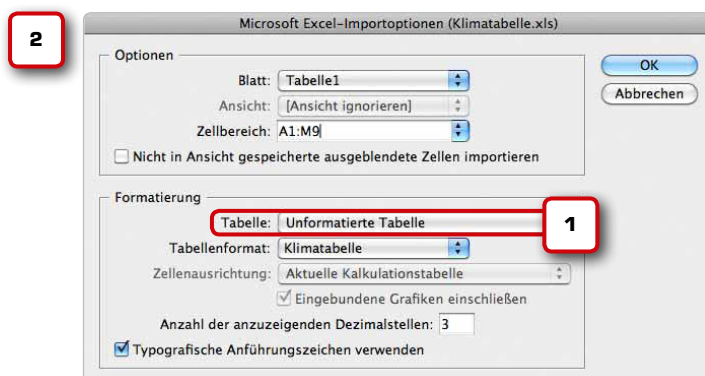 2
Microsoft Excel-Importoptionen (Klimatabelle.xls)
Optionen
Blatt: Tabelle1
Ansicht: [Ansicht ignorieren]
Zellbereich: A1:M9
Nicht in Ansicht gespeicherte ausgeblendete Zellen importieren
OK
Abbrechen
Formatierung
Tabelle: Unformatierte Tabelle
1
Tabellenformat: Klimatabelle
Zellenausrichtung: Aktuelle Kalkulationstabelle
Eingebundene Grafiken einschließen
Anzahl der anzuzeigenden Dezimalstellen: 3
Typografische Anführungszeichen verwenden